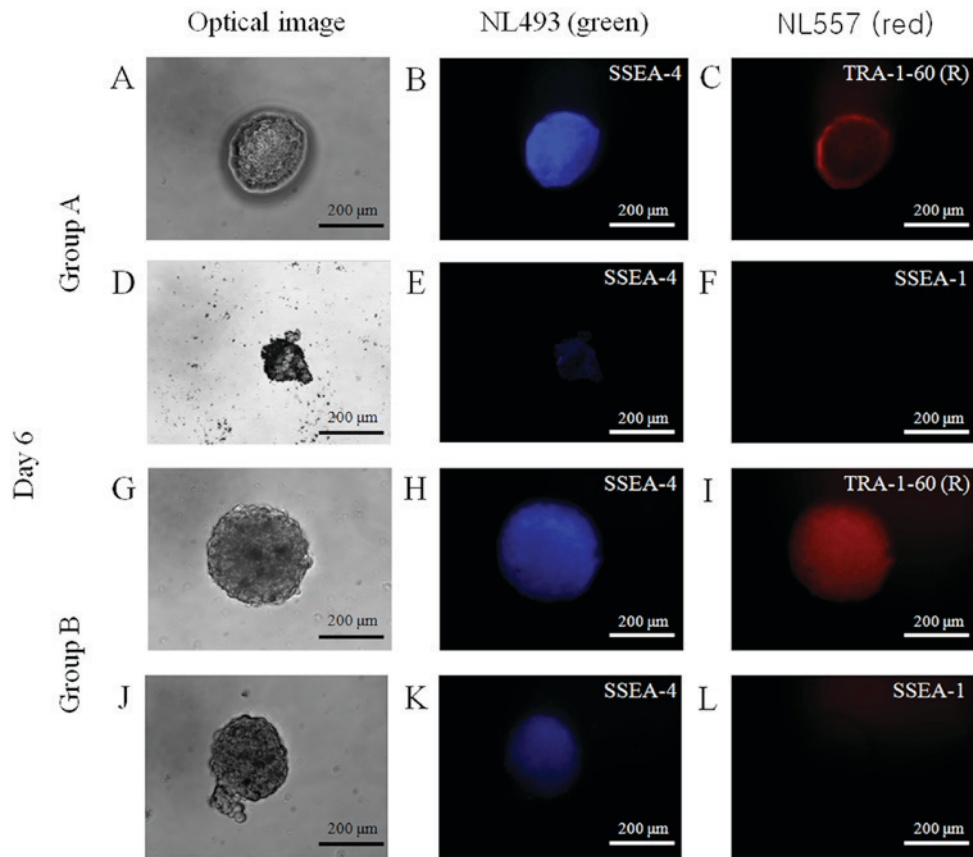 Optical image NL493 (green) NL557 (red)
A B SSEA-4 C TRA-1-60 (R)
200 µm 200 µm 200 µm
Group A
D E SSEA-4 F SSEA-1
200 µm 200 µm 200 µm
Day 6
G H SSEA-4 I TRA-1-60 (R)
200 µm 200 µm 200 µm
Group B
J K SSEA-4 L SSEA-1
200 µm 200 µm 200 µm